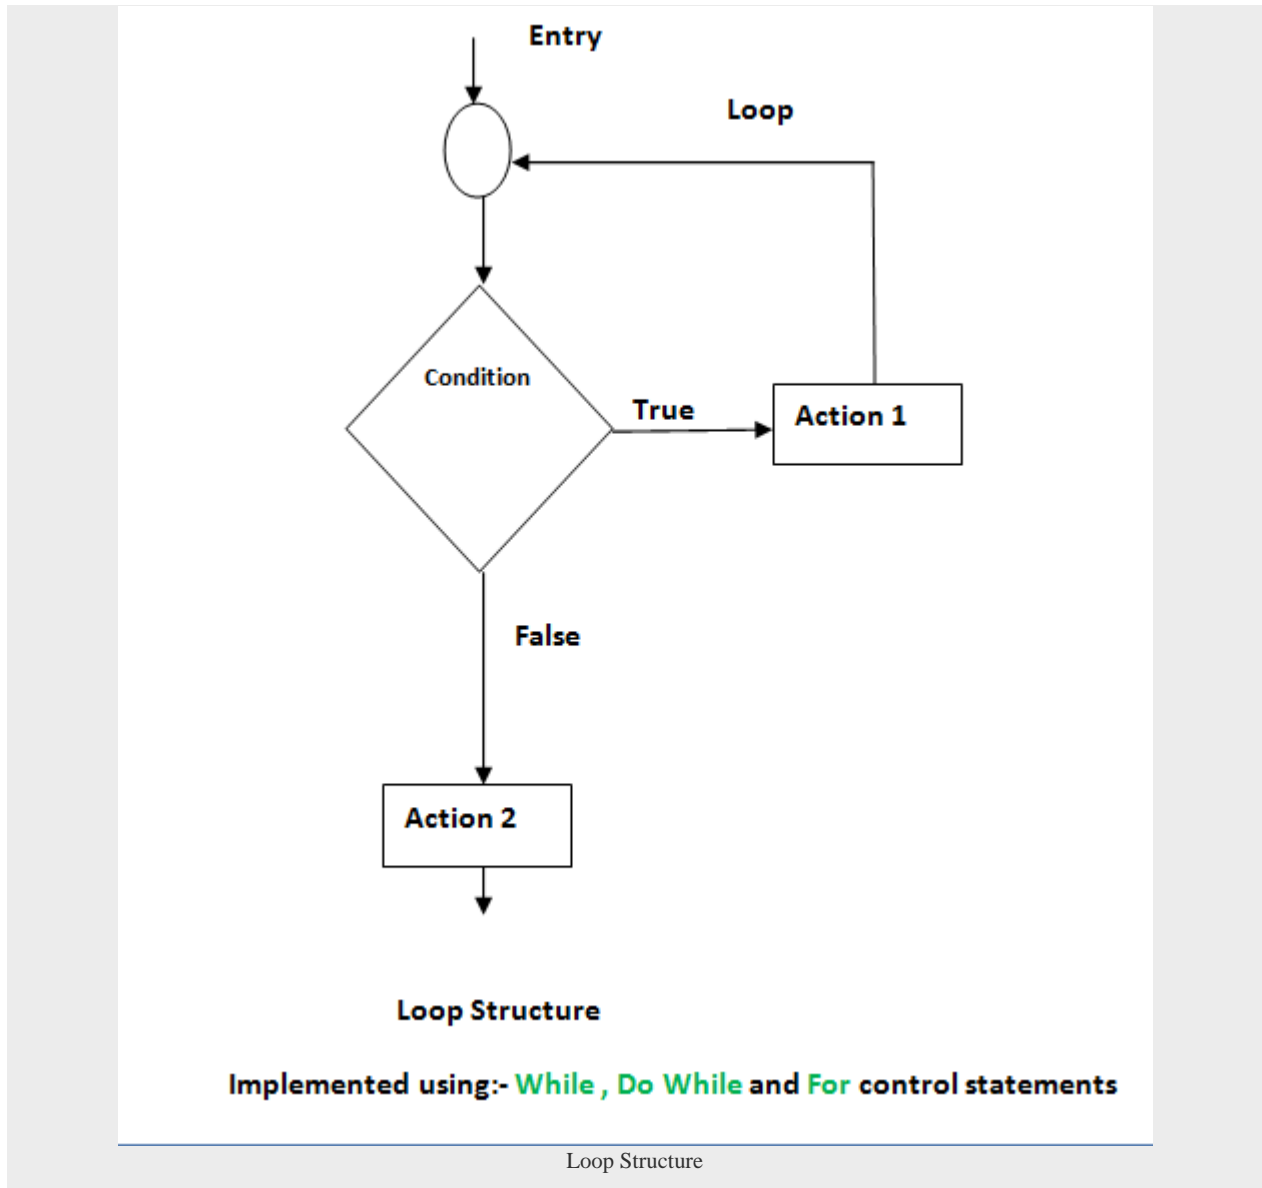 Entry
Loop
Condition
True
Action 1
False
Action 2
Loop Structure
Implemented using:- While , Do While and For control statements
Loop Structure